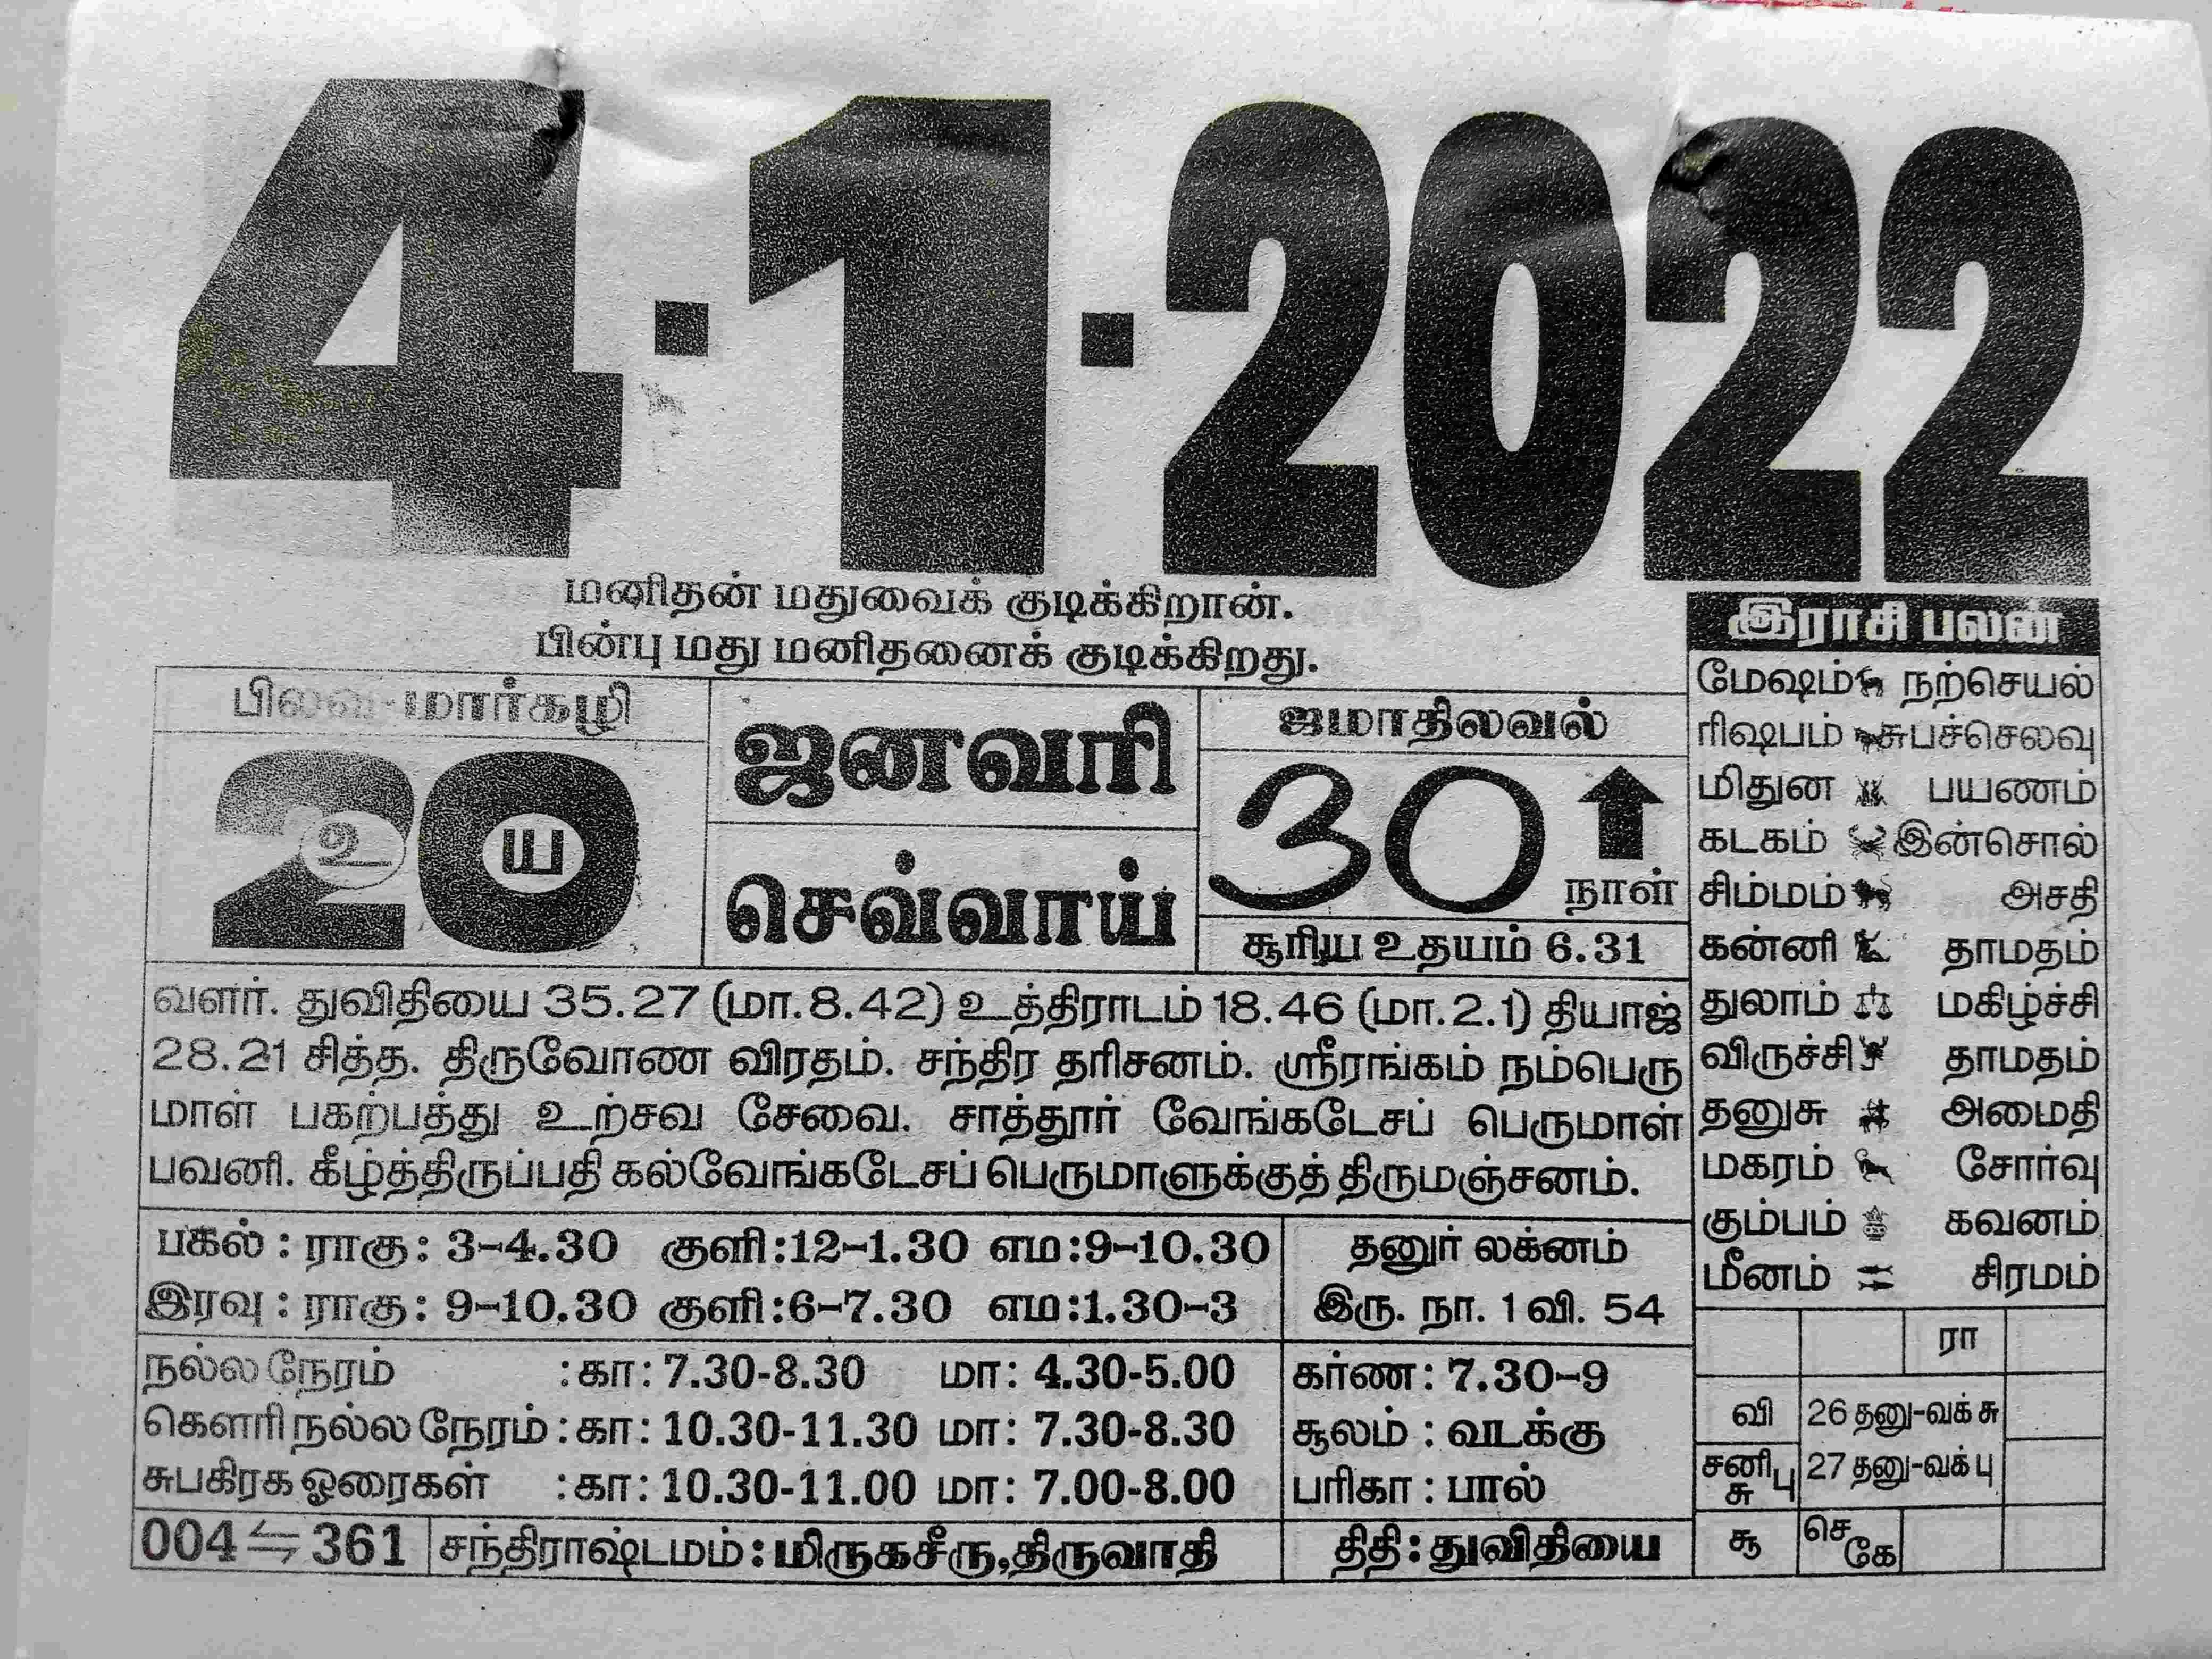 4·1·2022
மனிதன் மதுவைக் குடிக்கிறான்.
பின்பு மது மனிதனைக் குடிக்கிறது.
பிலவ-மார்கழி
20
உ ய
ஜனவரி
செவ்வாய்
ஜமாதிலவல்
30
நாள்
சூரிய உதயம் 6.31
வளர். துவிதியை 35.27 (மா.8.42) உத்திராடம் 18.46 (மா.2.1) தியாஜ்
28.21 சித்த. திருவோண விரதம். சந்திர தரிசனம். ஸ்ரீரங்கம் நம்பெரு
மாள் பகற்பத்து உற்சவ சேவை. சாத்தூர் வேங்கடேசப் பெருமாள்
பவனி. கீழ்த்திருப்பதி கல்வேங்கடேசப் பெருமாளுக்குத் திருமஞ்சனம்.
பகல் : ராகு : 3-4.30 குளி :12-1.30 எம :9-10.30
இரவு : ராகு : 9-10.30 குளி :6-7.30 எம :1.30-3
தனுர் லக்னம்
இரு. நா. 1 வி. 54
நல்ல நேரம் : கா : 7.30-8.30 மா : 4.30-5.00
கௌரி நல்ல நேரம் : கா : 10.30-11.30 மா : 7.30-8.30
சுபகிரக ஓரைகள் : கா : 10.30-11.00 மா : 7.00-8.00
கர்ண : 7.30-9
சூலம் : வடக்கு
பரிகா : பால்
004 ⇆ 361
சந்திராஷ்டமம் : மிருகசீரு,திருவாதி
திதி : துவிதியை
இராசி பலன்
மேஷம் நற்செயல்
ரிஷபம் சுபச்செலவு
மிதுன பயணம்
கடகம் இன்சொல்
சிம்மம் அசதி
கன்னி தாமதம்
துலாம் மகிழ்ச்சி
விருச்சி தாமதம்
தனுசு அமைதி
மகரம் சோர்வு
கும்பம் கவனம்
மீனம் சிரமம்
ரா
வி 26 தனு-வக் சு
சனி பு 27 தனு-வக் பு
சு
சூ செ
கே